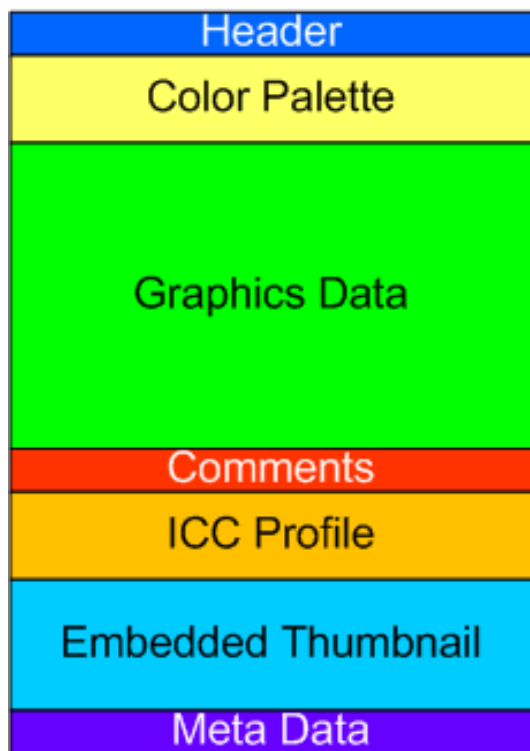 Header
Color Palette
Graphics Data
Comments
ICC Profile
Embedded Thumbnail
Meta Data